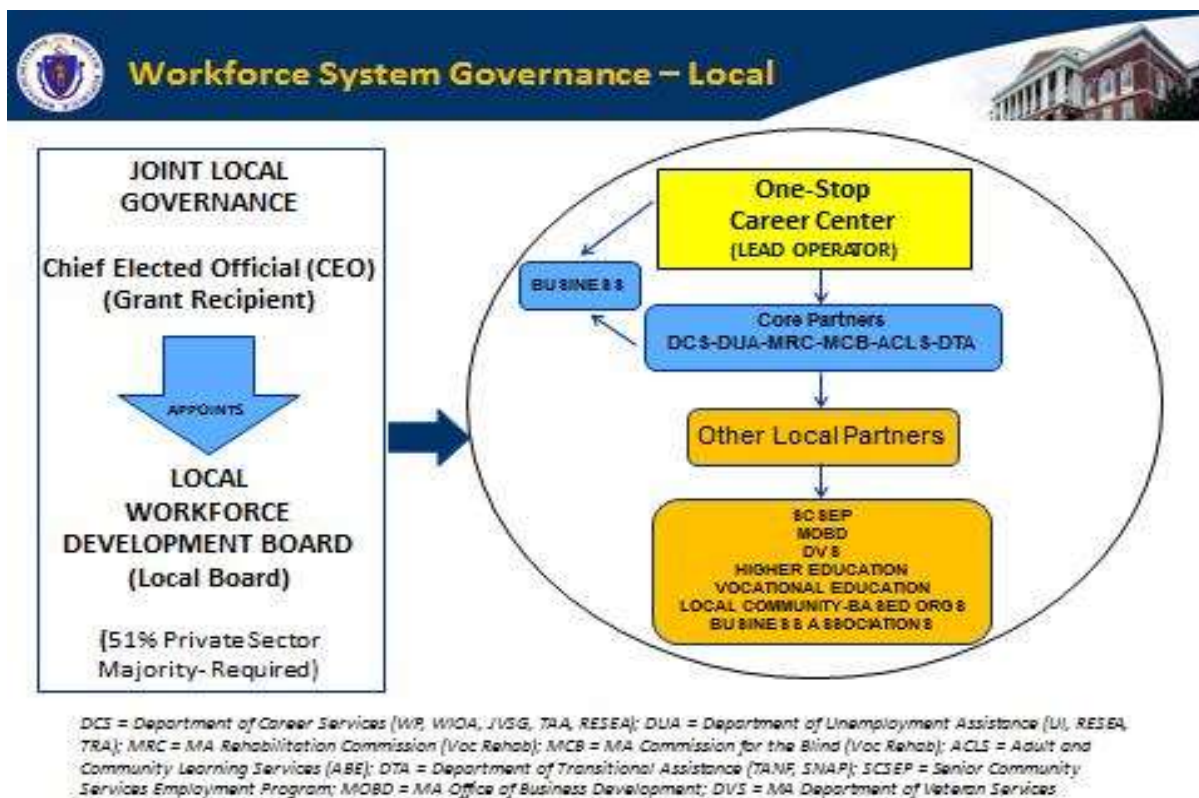 Workforce System Governance – Local
JOINT LOCAL
GOVERNANCE
Chief Elected Official (CEO)
(Grant Recipient)
APPOINTS
LOCAL
WORKFORCE
DEVELOPMENT BOARD
(Local Board)
(51% Private Sector
Majority- Required)
One-Stop
Career Center
(LEAD OPERATOR)
BUSINESS
Core Partners
DCS-DUA-MRC-MCB-ACLS-DTA
Other Local Partners
SCSEP
MOBD
DVS
HIGHER EDUCATION
VOCATIONAL EDUCATION
LOCAL COMMUNITY-BASED ORGS
BUSINESS ASSOCIATIONS
DCS = Department of Career Services (WP, WIOA, JVSG, TAA, RESEA); DUA = Department of Unemployment Assistance (UI, RESEA,
TRA); MRC = MA Rehabilitation Commission (Voc Rehab); MCB = MA Commission for the Blind (Voc Rehab); ACLS = Adult and
Community Learning Services (ABE); DTA = Department of Transitional Assistance (TANF, SNAP); SCSEP = Senior Community
Services Employment Program; MOBD = MA Office of Business Development; DVS = MA Department of Veteran Services